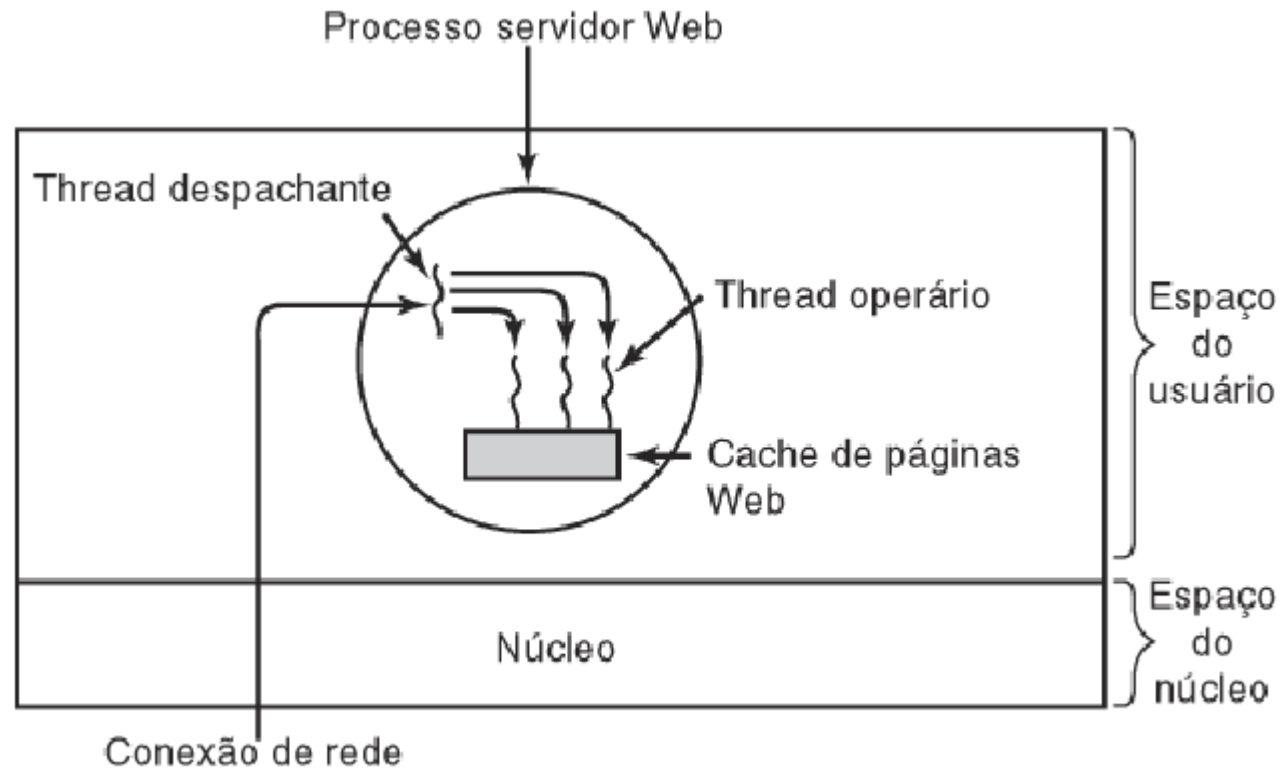 Processo servidor Web
Thread despachante
Thread operário
Cache de páginas
Web
Espaço
do
usuário
Núcleo
Espaço
do
núcleo
Conexão de rede